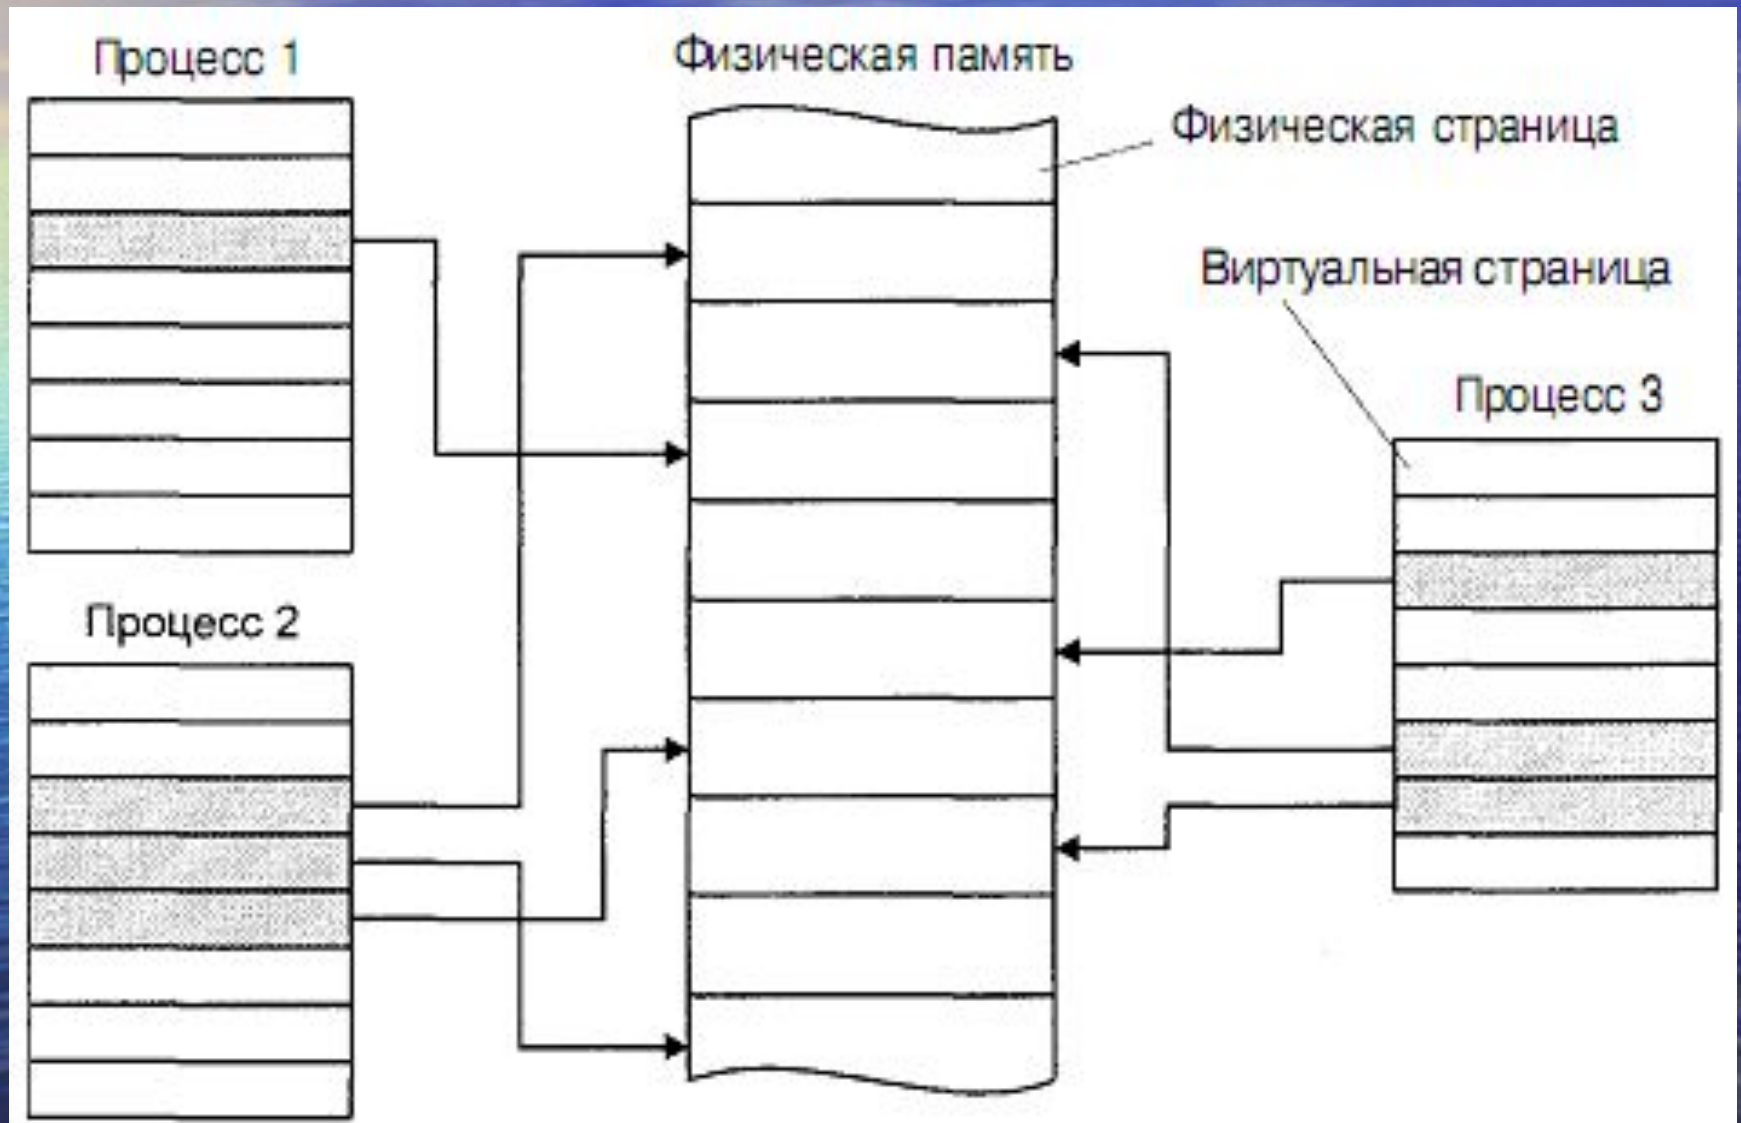 Процесс 1
Физическая память
Физическая страница
Виртуальная страница
Процесс 3
Процесс 2